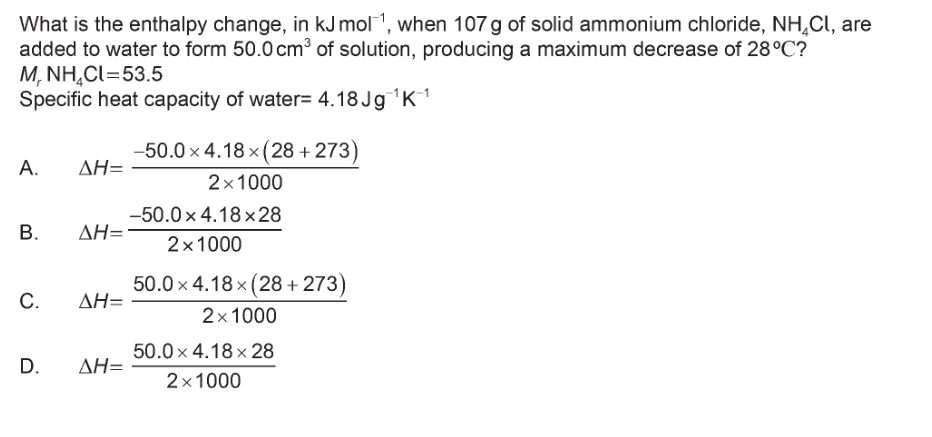 What is the enthalpy change, in kJ mol⁻¹, when 107 g of solid ammonium chloride, NH₄Cl, are
added to water to form 50.0 cm³ of solution, producing a maximum decrease of 28 °C?
Mᵣ NH₄Cl=53.5
Specific heat capacity of water= 4.18 J g⁻¹ K⁻¹
A. ΔH= −50.0 × 4.18 × (28 + 273)
2 × 1000
B. ΔH= −50.0 × 4.18 × 28
2 × 1000
C. ΔH= 50.0 × 4.18 × (28 + 273)
2 × 1000
D. ΔH= 50.0 × 4.18 × 28
2 × 1000